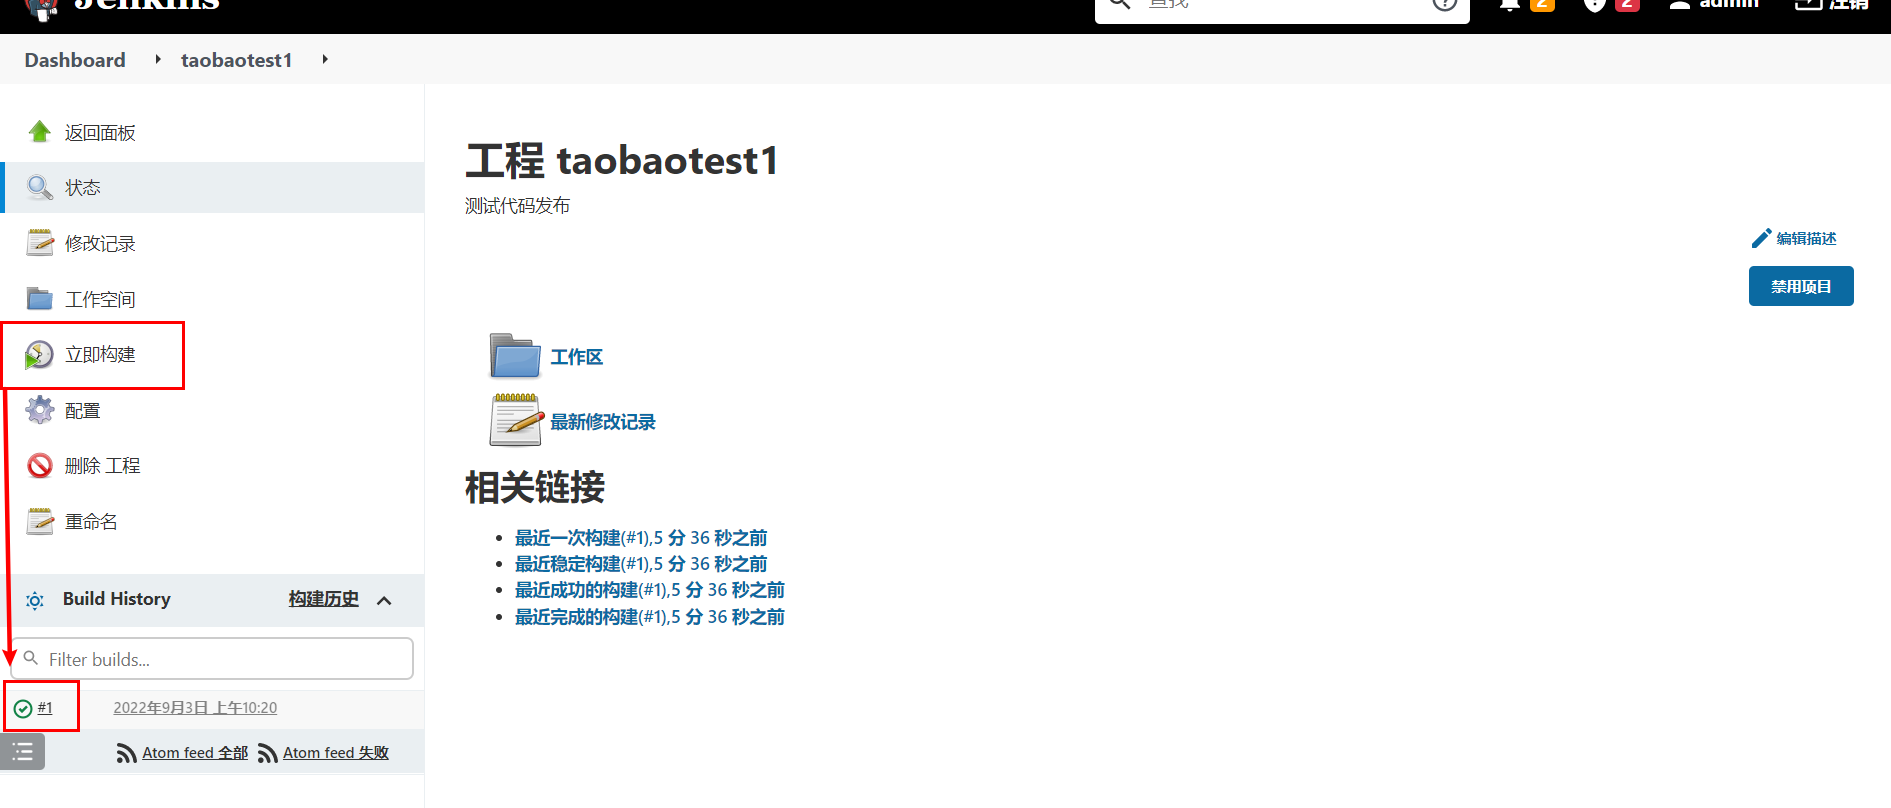 Jenkins
查找
2
2
admin
注销
Dashboard
taobaotest1
返回面板
状态
修改记录
工作空间
立即构建
配置
删除 工程
重命名
Build History
构建历史
Filter builds...
#1
2022年9月3日 上午10:20
Atom feed 全部
Atom feed 失败
工程 taobaotest1
测试代码发布
编辑描述
禁用项目
工作区
最新修改记录
相关链接
最近一次构建(#1),5 分 36 秒之前
最近稳定构建(#1),5 分 36 秒之前
最近成功的构建(#1),5 分 36 秒之前
最近完成的构建(#1),5 分 36 秒之前